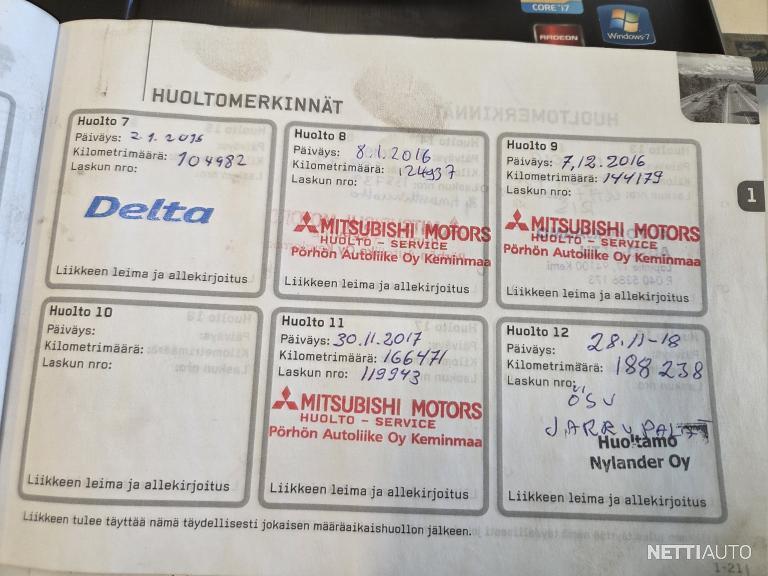 CORE i7
RADEON
Windows 7
HUOLTOMERKINNÄT
1
Huolto 7
Päiväys: 2.1.2016
Kilometrimäärä: 104982
Laskun nro:
Delta
Liikkeen leima ja allekirjoitus
Huolto 8
Päiväys: 8.1.2016
Kilometrimäärä: 124937
Laskun nro:
MITSUBISHI MOTORS
HUOLTO - SERVICE
Pörhön Autoliike Oy Keminmaa
Liikkeen leima ja allekirjoitus
Huolto 9
Päiväys: 7.12.2016
Kilometrimäärä: 144179
Laskun nro:
MITSUBISHI MOTORS
HUOLTO - SERVICE
Pörhön Autoliike Oy Keminmaa
Liikkeen leima ja allekirjoitus
Huolto 10
Päiväys:
Kilometrimäärä:
Laskun nro:
Liikkeen leima ja allekirjoitus
Huolto 11
Päiväys: 30.11.2017
Kilometrimäärä: 166471
Laskun nro: 119943
MITSUBISHI MOTORS
HUOLTO - SERVICE
Pörhön Autoliike Oy Keminmaa
Liikkeen leima ja allekirjoitus
Huolto 12
Päiväys: 28.11-18
Kilometrimäärä: 188238
Laskun nro:
ÖSV
Huoltamo
Nylander Oy
Liikkeen leima ja allekirjoitus
Liikkeen tulee täyttää nämä täydellisesti jokaisen määräaikaishuollon jälkeen.
NETTIAUTO
1-21